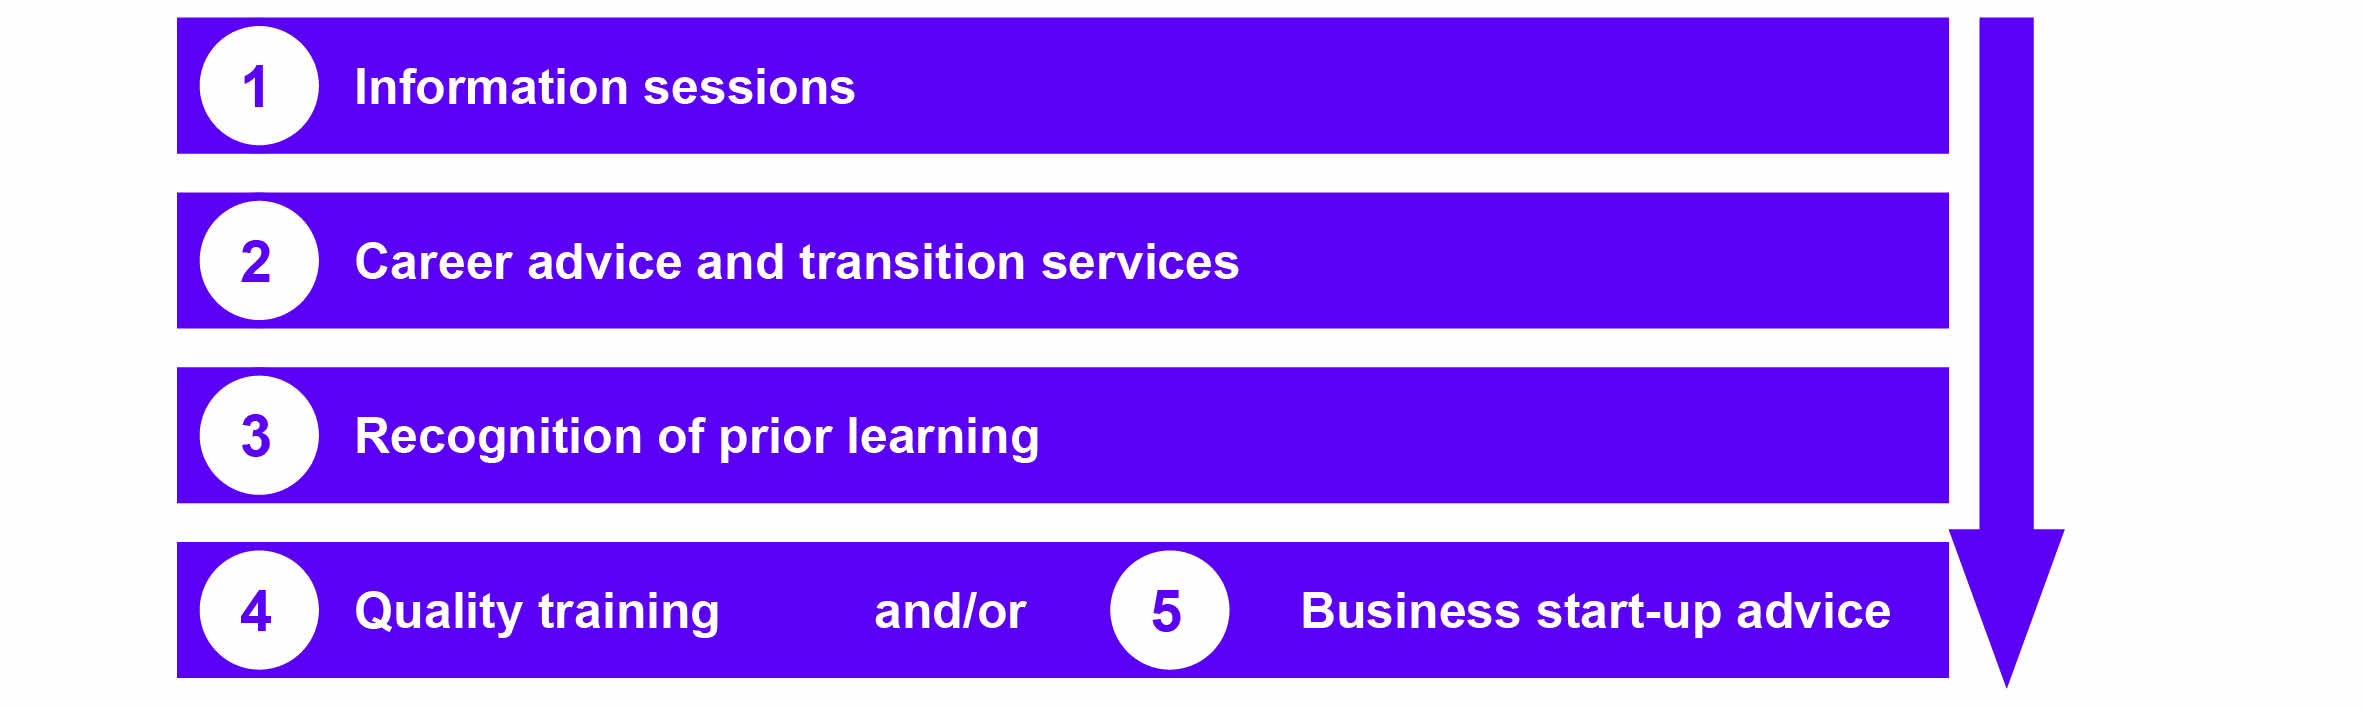 1 Information sessions
2 Career advice and transition services
3 Recognition of prior learning
4 Quality training and/or 5 Business start-up advice